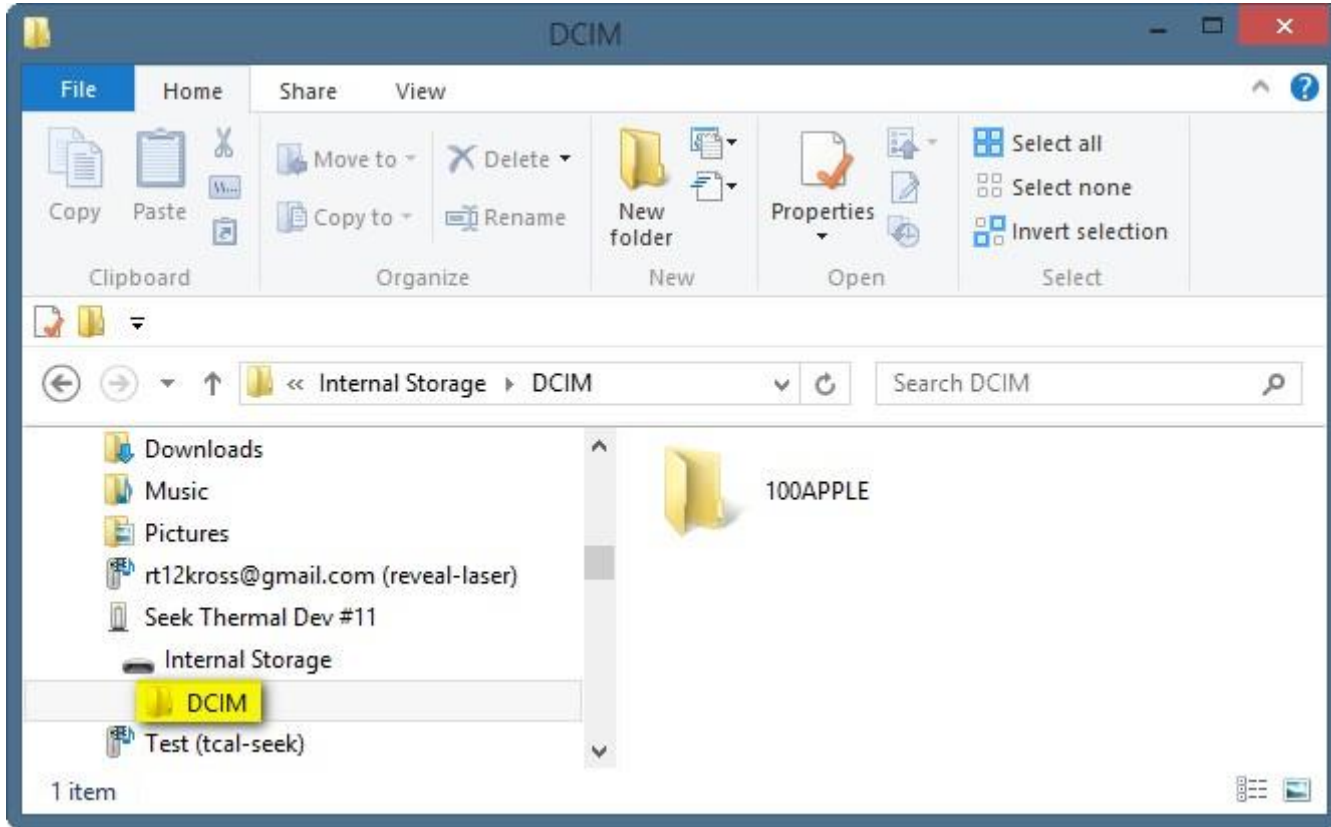 DCIM
File Home Share View
Copy Paste Move to Delete New folder Properties Select all
Copy to Rename Select none
Invert selection
Clipboard Organize New Open Select
« Internal Storage DCIM Search DCIM
Downloads
Music
Pictures
rt12kross@gmail.com (reveal-laser)
Seek Thermal Dev #11
Internal Storage
DCIM
Test (tcal-seek)
100APPLE
1 item